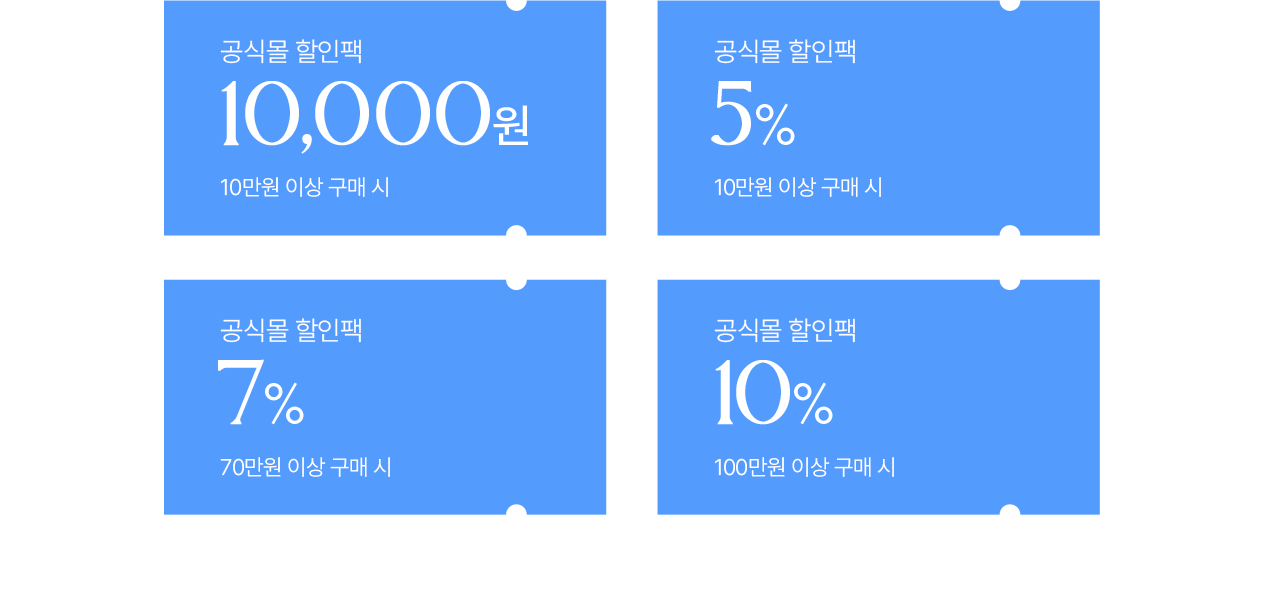 공식몰 할인팩
10,000원
10만원 이상 구매 시
공식몰 할인팩
5%
10만원 이상 구매 시
공식몰 할인팩
7%
70만원 이상 구매 시
공식몰 할인팩
10%
100만원 이상 구매 시